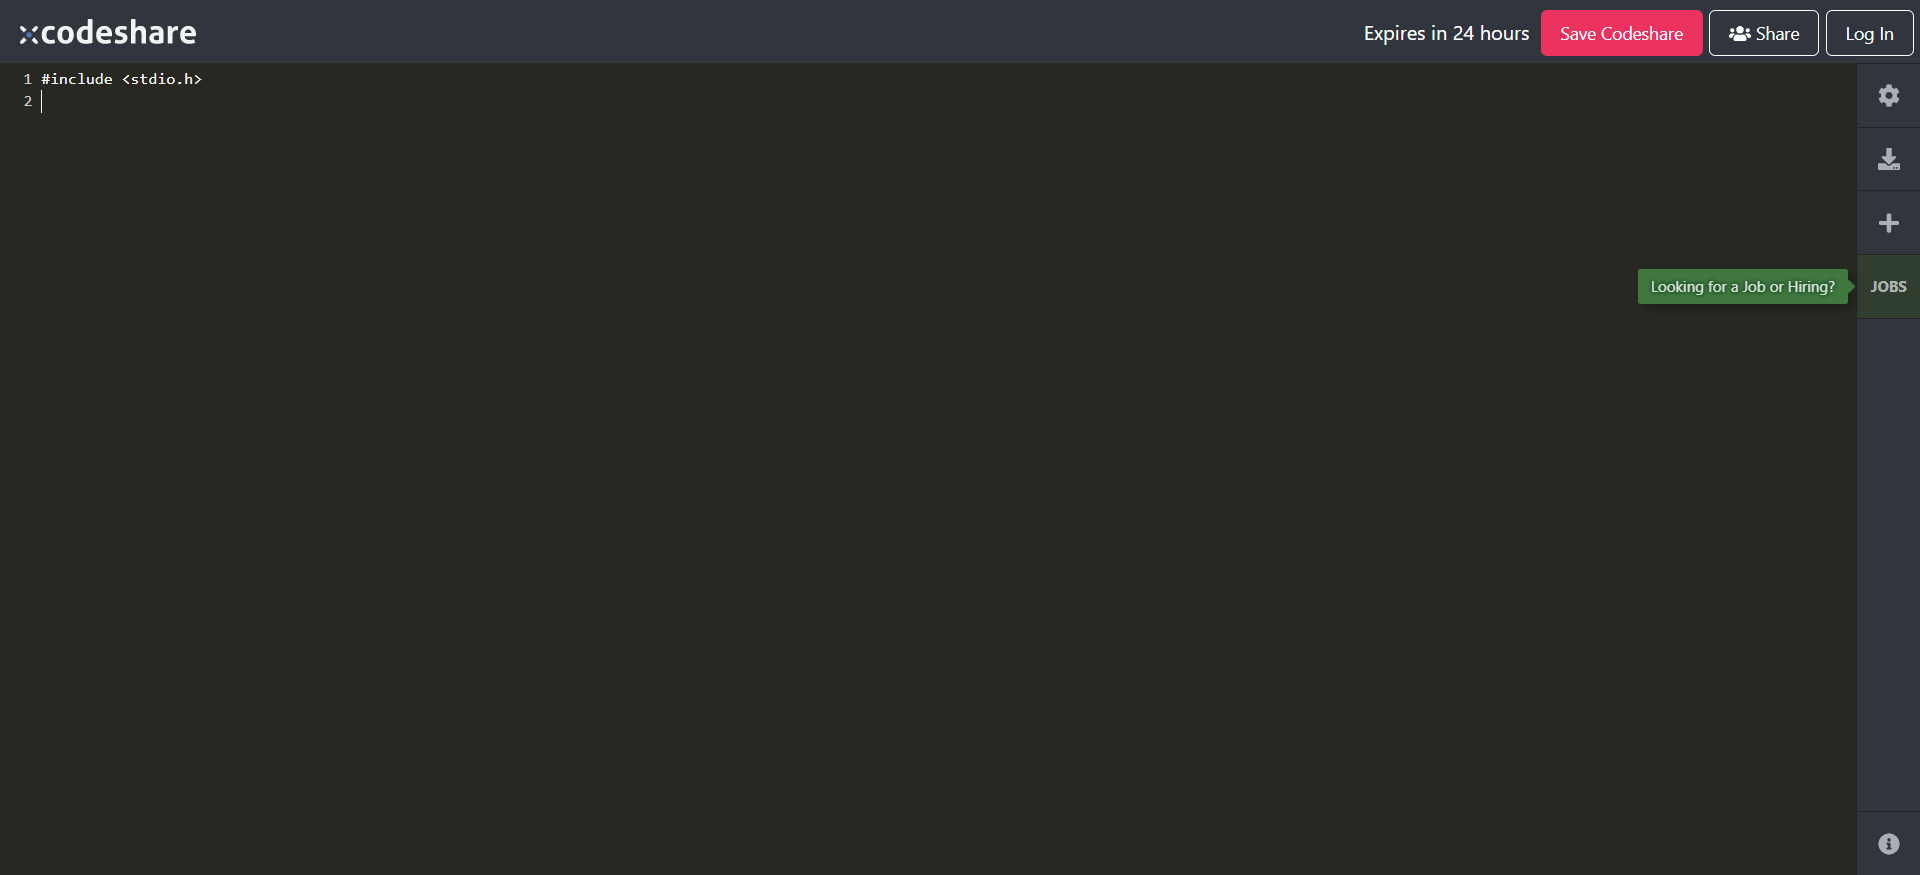 codeshare
Expires in 24 hours
Save Codeshare
Share
Log In
1 #include <stdio.h>
2
Looking for a Job or Hiring?
JOBS